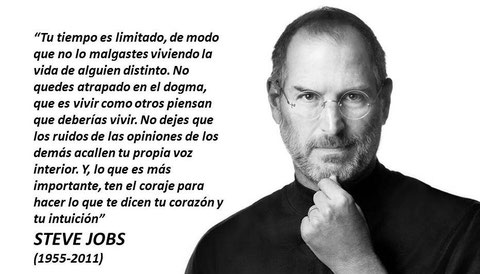 “Tu tiempo es limitado, de modo
que no lo malgastes viviendo la
vida de alguien distinto. No
quedes atrapado en el dogma,
que es vivir como otros piensan
que deberías vivir. No dejes que
los ruidos de las opiniones de los
demás acallen tu propia voz
interior. Y, lo que es más
importante, ten el coraje para
hacer lo que te dicen tu corazón y
tu intuición”
STEVE JOBS
(1955-2011)